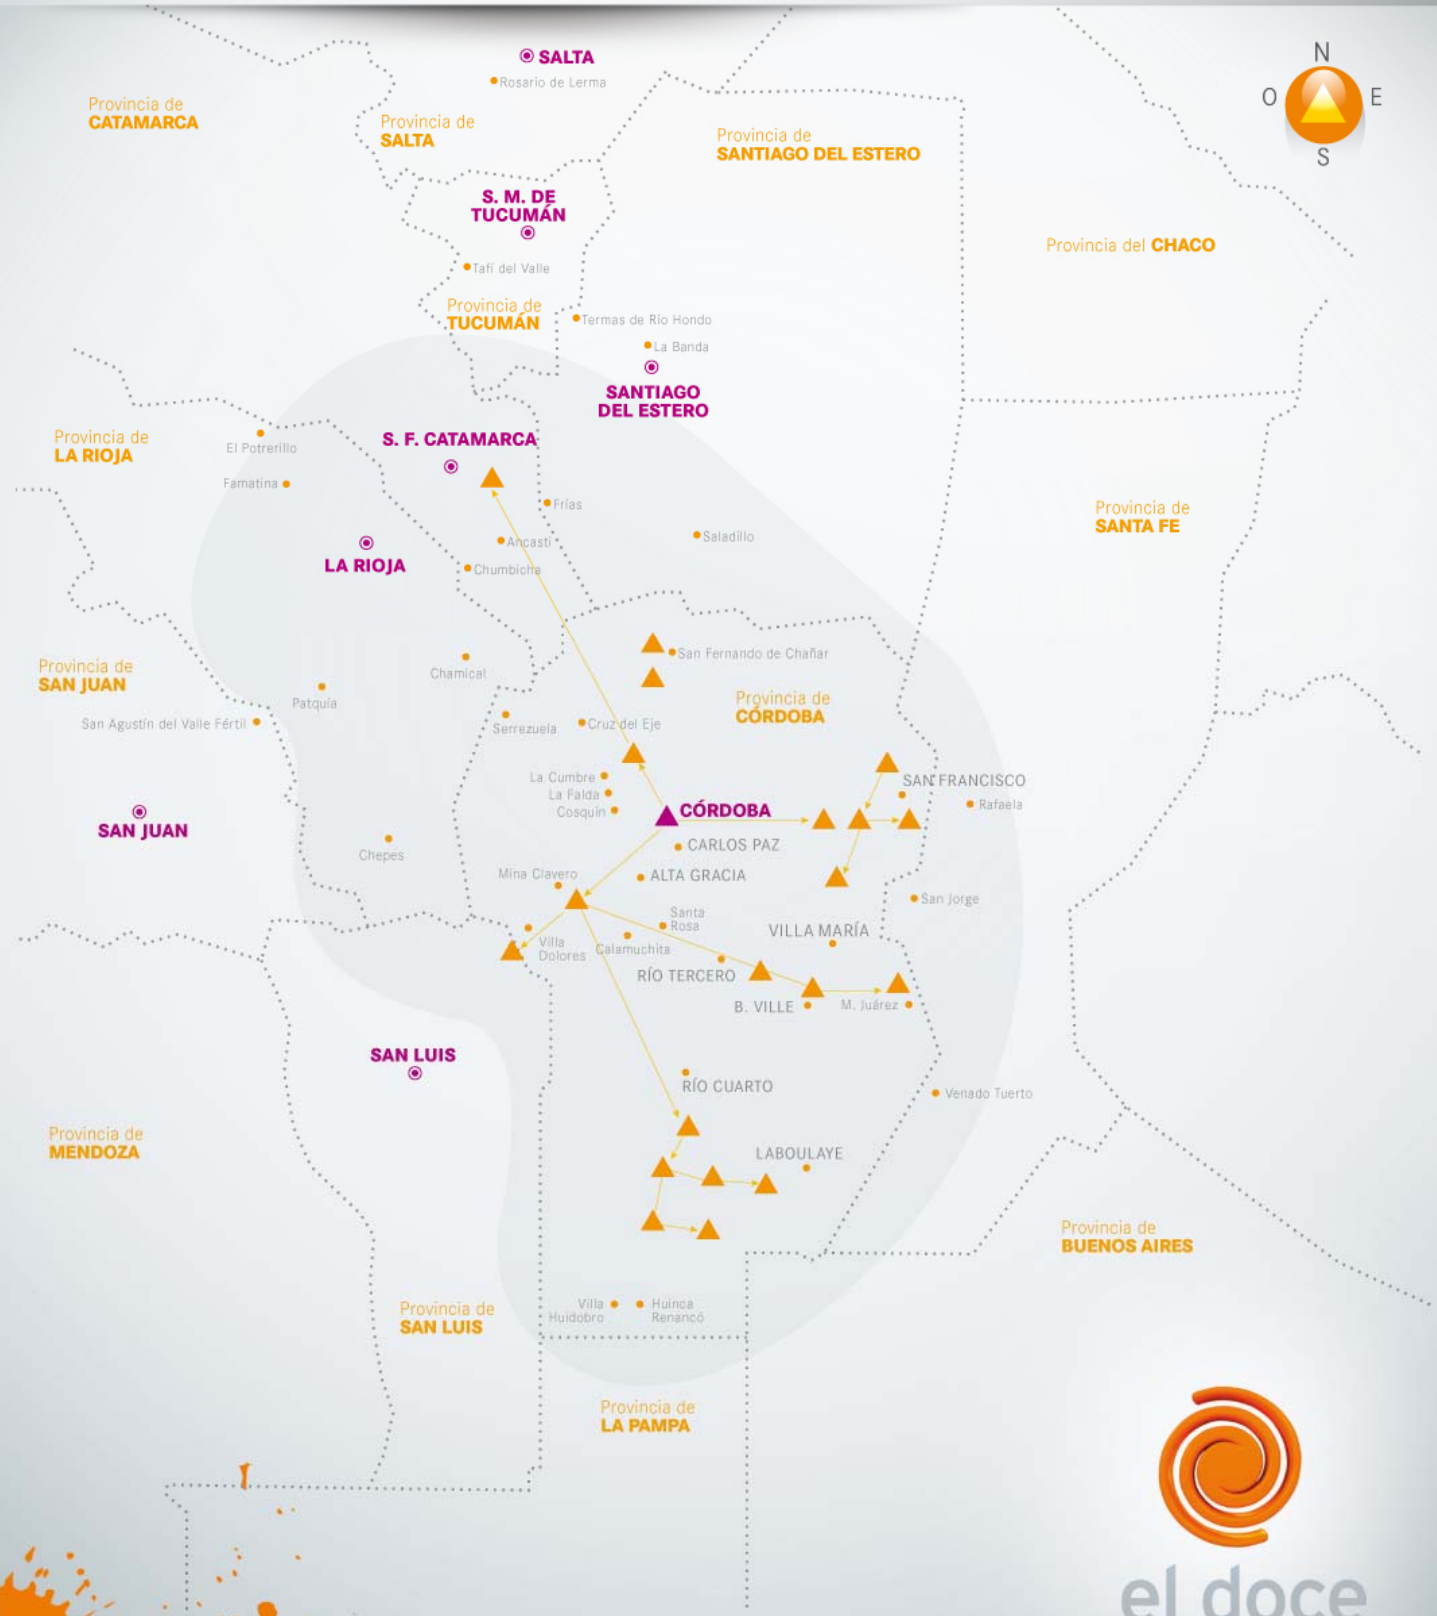 SALTA
Rosario de Lerma
N
O
E
S
Provincia de
CATAMARCA
Provincia de
SALTA
Provincia de
SANTIAGO DEL ESTERO
S. M. DE
TUCUMÁN
Provincia del CHACO
Tafi del Valle
Provincia de
TUCUMÁN
Termas de Río Hondo
La Banda
SANTIAGO
DEL ESTERO
Provincia de
LA RIOJA
El Potrerillo
S. F. CATAMARCA
Famatina
Frías
Provincia de
SANTA FE
Ancasti
Saladillo
LA RIOJA
Chumbicha
Provincia de
SAN JUAN
Chamical
San Fernando de Chañar
Patquía
Provincia de
CÓRDOBA
San Agustín del Valle Fértil
Serrezuela
Cruz del Eje
La Cumbre
La Falda
Cosquín
SAN FRANCISCO
Rafaela
SAN JUAN
CÓRDOBA
CARLOS PAZ
Chepes
Mina Clavero
ALTA GRACIA
San Jorge
Santa
Rosa
VILLA MARÍA
Villa
Dolores
Calamuchita
RÍO TERCERO
B. VILLE
M. Juárez
SAN LUIS
RÍO CUARTO
Venado Tuerto
Provincia de
MENDOZA
LABOULAYE
Provincia de
BUENOS AIRES
Provincia de
SAN LUIS
Villa
Huidobro
Huinca
Renancó
Provincia de
LA PAMPA
el doce